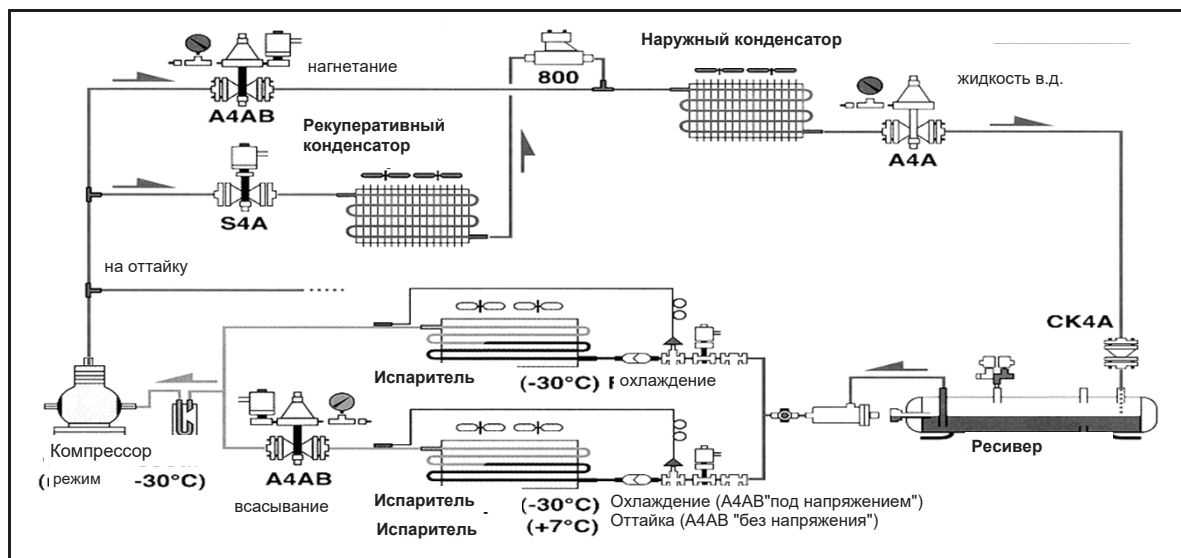 нагнетание
A4AB
800
Наружный конденсатор
жидкость в.д.
A4A
Рекуперативный
конденсатор
S4A
на оттайку
CK4A
Испаритель
(-30°C)
охлаждение
Компрессор
режим
-30°C)
A4AB
всасывание
Ресивер
Испаритель
(-30°C)
Охлаждение (A4AB"под напряжением")
Испаритель
(+7°C)
Оттайка (A4AB "без напряжения")